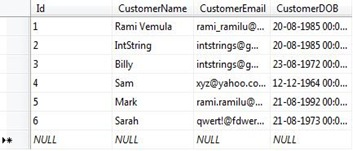 Id CustomerName CustomerEmail CustomerDOB
1 Rami Vemula rami_ramilu@... 20-08-1985 00:0...
2 IntString intstrings@g... 20-08-1985 00:0...
3 Billy intstrings@g... 23-08-1972 00:0...
4 Sam xyz@yahoo.co... 12-12-1964 00:0...
5 Mark rami.ramilu@... 21-08-1992 00:0...
6 Sarah qwert!@fdwer... 21-08-1973 00:0...
NULL NULL NULL NULL